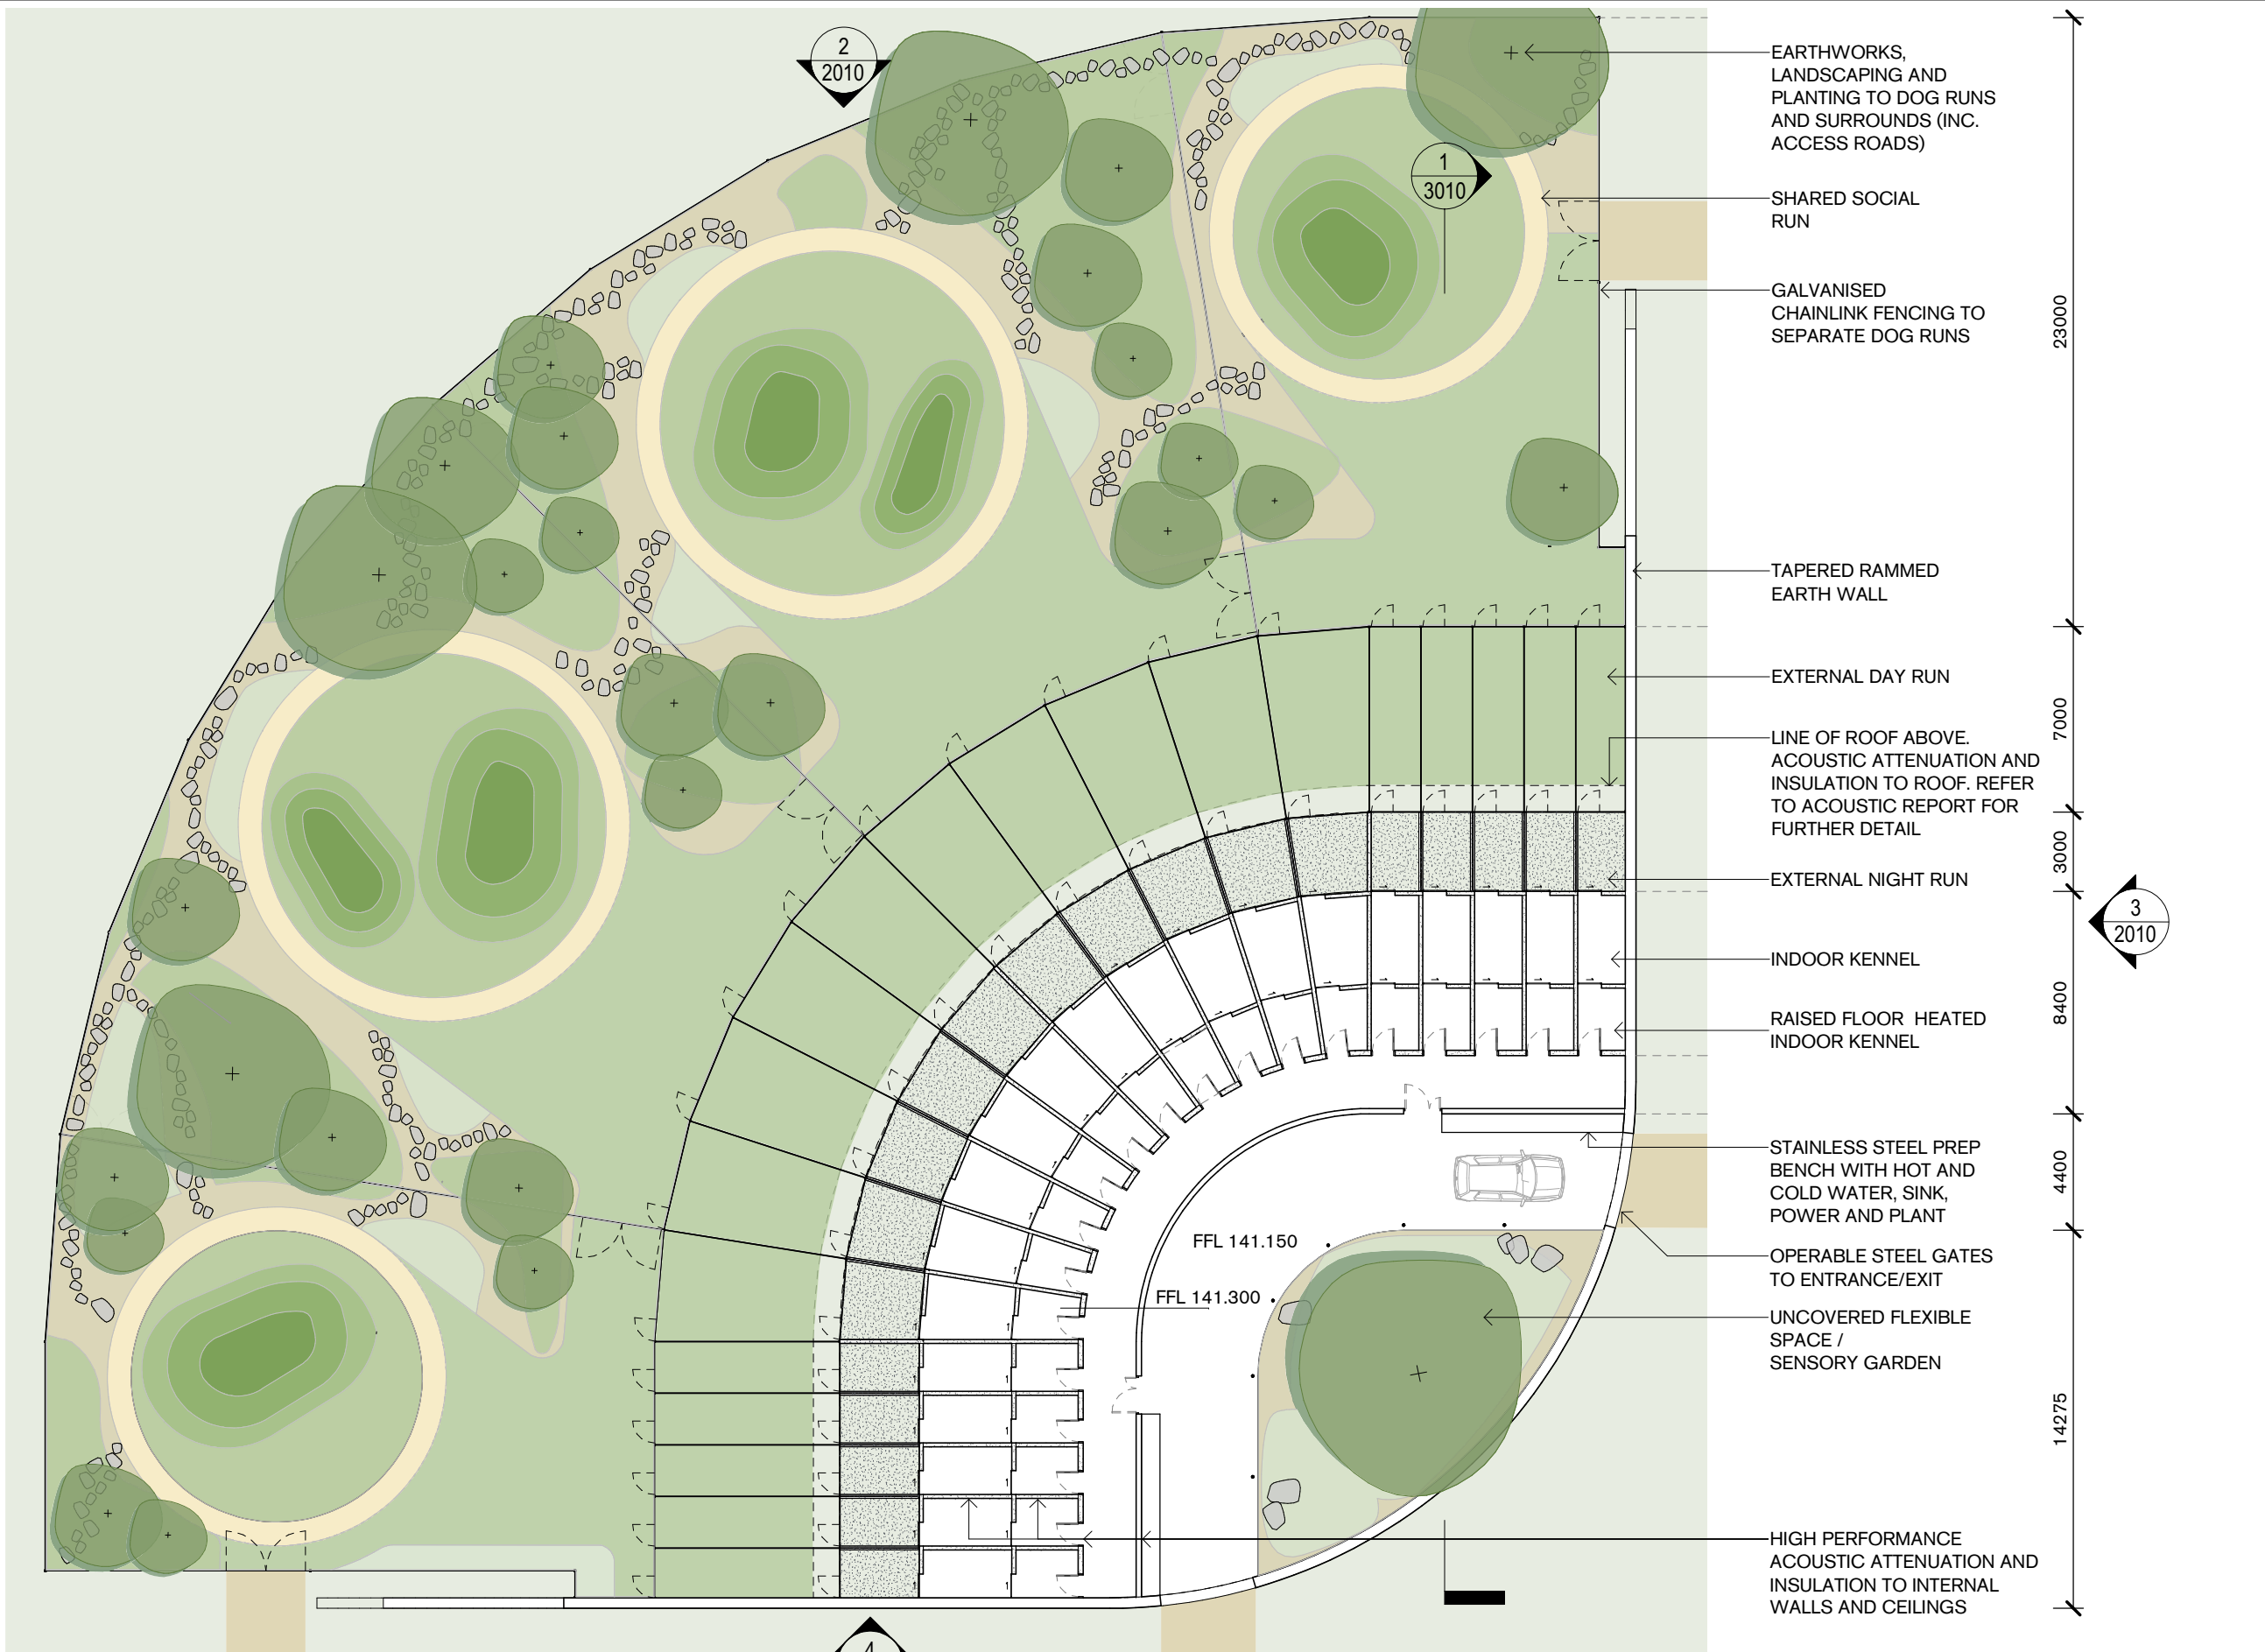 2
2010
1
3010
EARTHWORKS,
LANDSCAPING AND
PLANTING TO DOG RUNS
AND SURROUNDS (INC.
ACCESS ROADS)
SHARED SOCIAL
RUN
GALVANISED
CHAINLINK FENCING TO
SEPARATE DOG RUNS
23000
TAPERED RAMMED
EARTH WALL
EXTERNAL DAY RUN
7000
LINE OF ROOF ABOVE.
ACOUSTIC ATTENUATION AND
INSULATION TO ROOF. REFER
TO ACOUSTIC REPORT FOR
FURTHER DETAIL
3000
EXTERNAL NIGHT RUN
3
2010
INDOOR KENNEL
8400
RAISED FLOOR HEATED
INDOOR KENNEL
STAINLESS STEEL PREP
BENCH WITH HOT AND
COLD WATER, SINK,
POWER AND PLANT
4400
FFL 141.150
OPERABLE STEEL GATES
TO ENTRANCE/EXIT
FFL 141.300
UNCOVERED FLEXIBLE
SPACE /
SENSORY GARDEN
14275
HIGH PERFORMANCE
ACOUSTIC ATTENUATION AND
INSULATION TO INTERNAL
WALLS AND CEILINGS
4